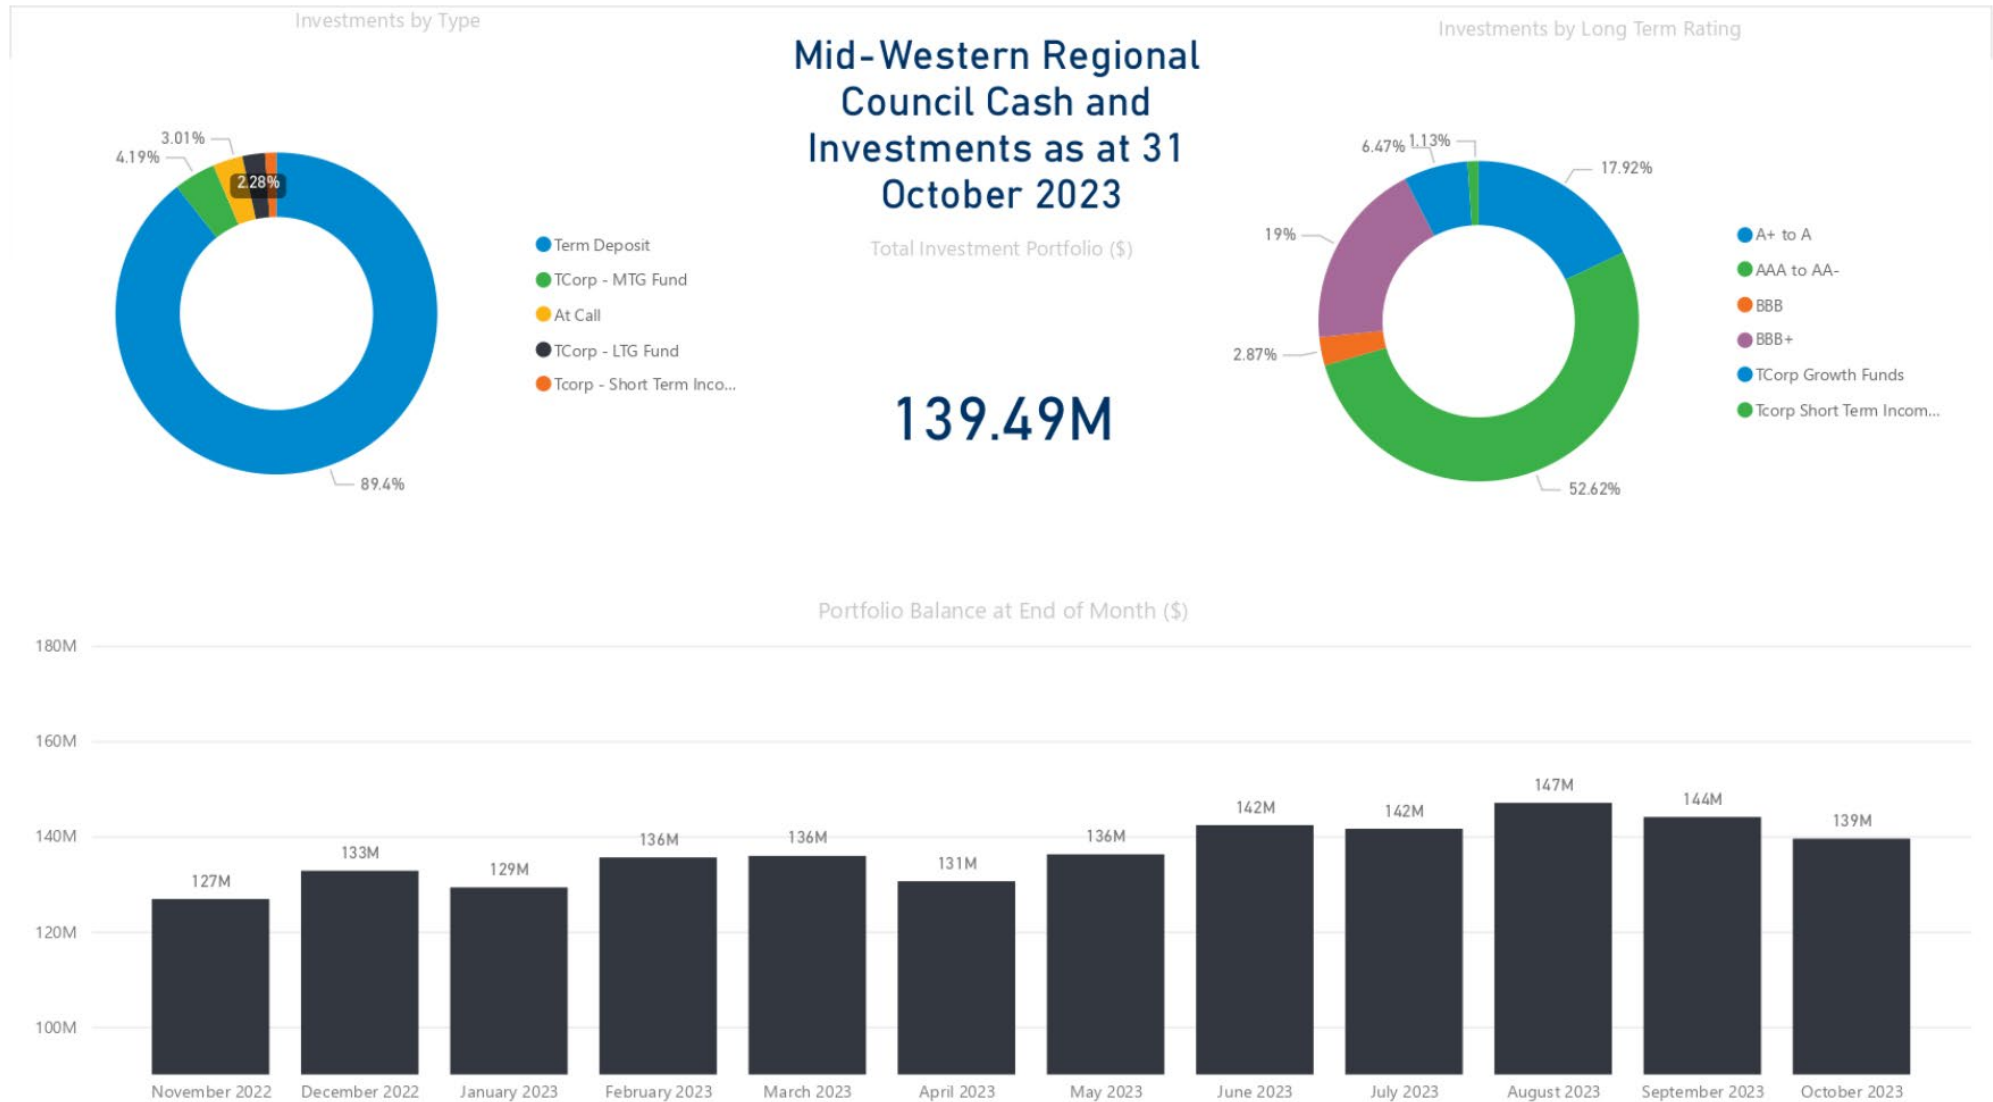 Investments by Type
3.01%
4.19%
2.28%
89.4%
Term Deposit
TCorp - MTG Fund
At Call
TCorp - LTG Fund
Tcorp - Short Term Inco...
Mid-Western Regional
Council Cash and
Investments as at 31
October 2023
Total Investment Portfolio ($)
139.49M
Investments by Long Term Rating
6.47%
1.13%
17.92%
19%
2.87%
52.62%
A+ to A
AAA to AA-
BBB
BBB+
TCorp Growth Funds
Tcorp Short Term Incom...
Portfolio Balance at End of Month ($)
180M
160M
140M
120M
100M
127M
133M
129M
136M
136M
131M
136M
142M
142M
147M
144M
139M
November 2022
December 2022
January 2023
February 2023
March 2023
April 2023
May 2023
June 2023
July 2023
August 2023
September 2023
October 2023